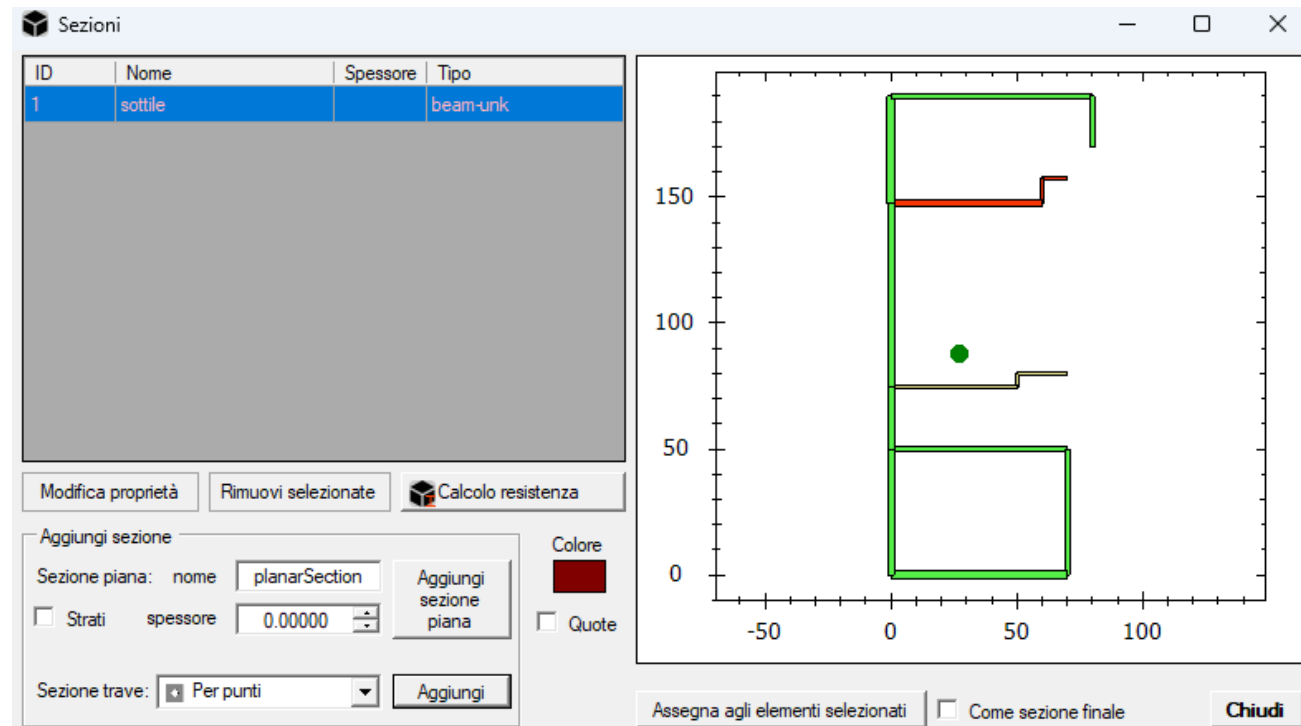 Sezioni
ID Nome Spessore Tipo
1 sottile beam-unk
Modifica proprietà Rimuovi selezionate Calcolo resistenza
Aggiungi sezione
Sezione piana: nome planarSection
Strati spessore 0.00000
Aggiungi
sezione
piana
Colore
Quote
Sezione trave: Per punti Aggiungi
150
100
50
0
-50 0 50 100
Assegna agli elementi selezionati Come sezione finale Chiudi